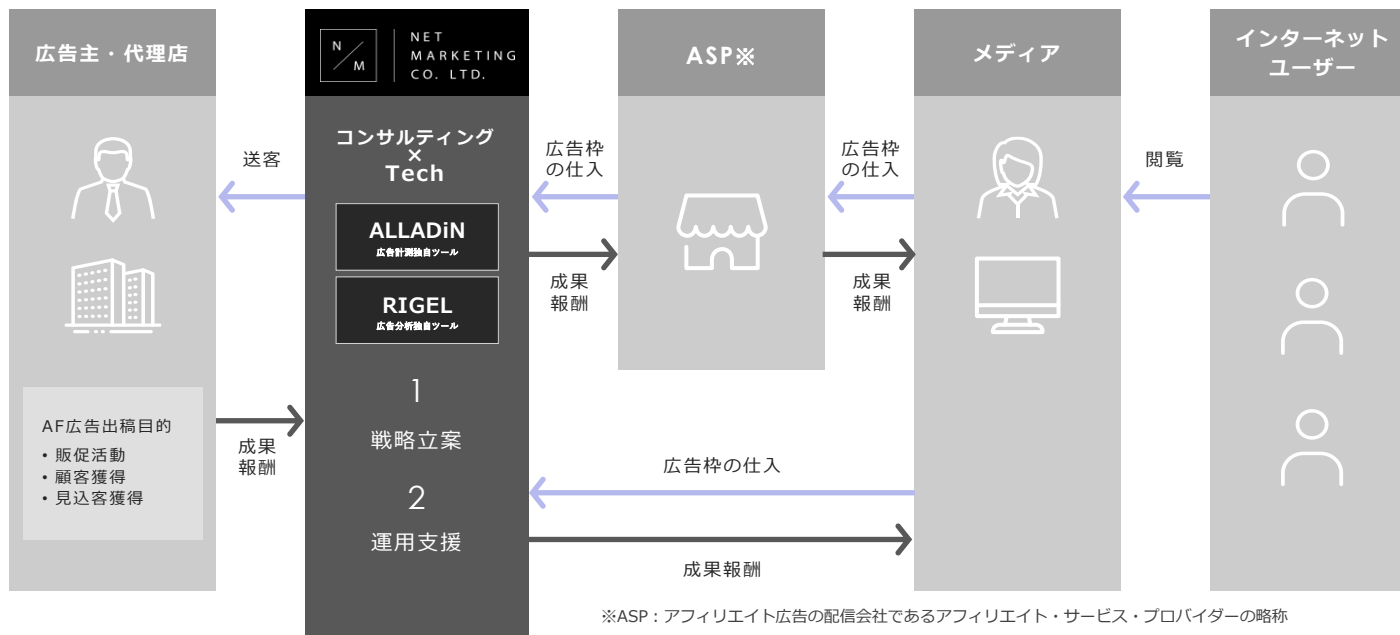 広告主・代理店
N/M
NET
MARKETING
CO. LTD.
ASP※
メディア
インターネット
ユーザー
送客
コンサルティング
×
Tech
広告枠
の仕入
広告枠
の仕入
閲覧
ALLADiN
広告計測独自ツール
RIGEL
広告分析独自ツール
成果
報酬
成果
報酬
AF広告出稿目的
• 販促活動
• 顧客獲得
• 見込客獲得
成果
報酬
1
戦略立案
2
運用支援
広告枠の仕入
成果報酬
※ASP：アフィリエイト広告の配信会社であるアフィリエイト・サービス・プロバイダーの略称